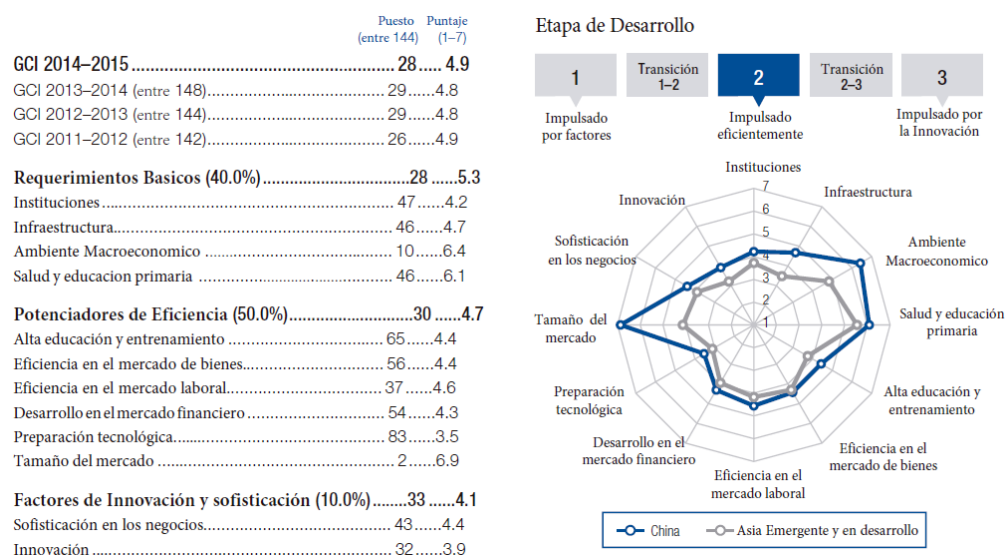 Puesto Puntaje
(entre 144) (1–7)
GCI 2014–2015 28 4.9
GCI 2013–2014 (entre 148) 29 4.8
GCI 2012–2013 (entre 144) 29 4.8
GCI 2011–2012 (entre 142) 26 4.9
Requerimientos Basicos (40.0%) 28 5.3
Instituciones 47 4.2
Infraestructura 46 4.7
Ambiente Macroeconomico 10 6.4
Salud y educacion primaria 46 6.1
Potenciadores de Eficiencia (50.0%) 30 4.7
Alta educación y entrenamiento 65 4.4
Eficiencia en el mercado de bienes 56 4.4
Eficiencia en el mercado laboral 37 4.6
Desarrollo en el mercado financiero 54 4.3
Preparación tecnológica 83 3.5
Tamaño del mercado 2 6.9
Factores de Innovación y sofisticación (10.0%) 33 4.1
Sofisticación en los negocios 43 4.4
Innovación 32 3.9
Etapa de Desarrollo
1
Transición
1–2
2
Transición
2–3
3
Impulsado
por factores
Impulsado
eficientemente
Impulsado por
la Innovación
Instituciones
Infraestructura
Ambiente
Macroeconomico
Salud y educación
primaria
Alta educación y
entrenamiento
Eficiencia en el
mercado de bienes
Eficiencia en el
mercado laboral
Desarrollo en el
mercado financiero
Preparación
tecnológica
Tamaño del
mercado
Sofisticación
en los negocios
Innovación
7
6
5
4
3
2
1
China
Asia Emergente y en desarrollo